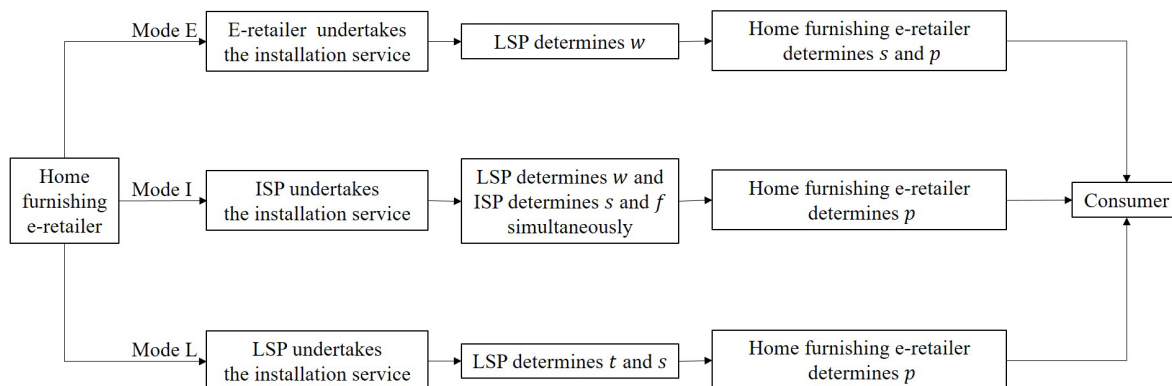 Mode E
E-retailer undertakes
the installation service
LSP determines w
Home furnishing e-retailer
determines s and p
Home
furnishing
e-retailer
Mode I
ISP undertakes
the installation service
LSP determines w and
ISP determines s and f
simultaneously
Home furnishing e-retailer
determines p
Consumer
Mode L
LSP undertakes
the installation service
LSP determines t and s
Home furnishing e-retailer
determines p